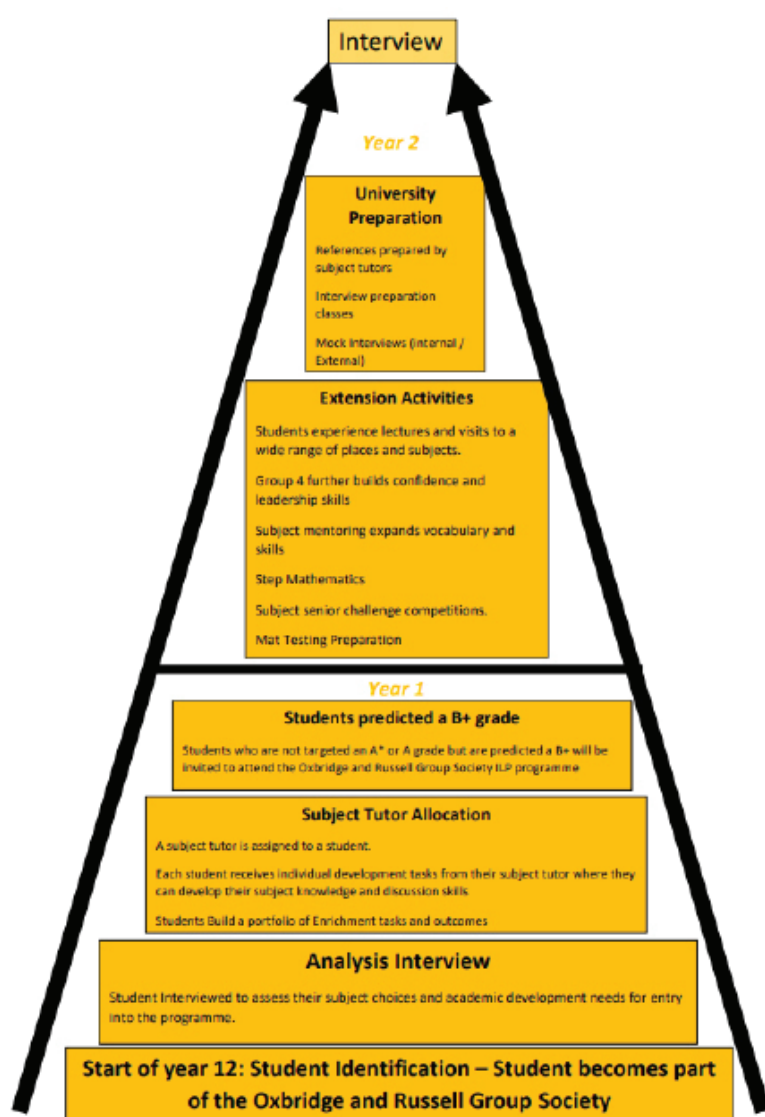 Interview
Year 2
University
Preparation
References prepared by
subject tutors
Interview preparation
classes
Mock Interviews (internal /
External)
Extension Activities
Students experience lectures and visits to a
wide range of places and subjects.
Group 4 further builds confidence and
leadership skills
Subject mentoring expands vocabulary and
skills
Step Mathematics
Subject senior challenge competitions.
Mat Testing Preparation
Year 1
Students predicted a B+ grade
Students who are not targeted an A* or A grade but are predicted a B+ will be
invited to attend the Oxbridge and Russell Group Society ILP programme
Subject Tutor Allocation
A subject tutor is assigned to a student.
Each student receives individual development tasks from their subject tutor where they
can develop their subject knowledge and discussion skills
Students Build a portfolio of Enrichment tasks and outcomes
Analysis Interview
Student Interviewed to assess their subject choices and academic development needs for entry
into the programme.
Start of year 12: Student Identification – Student becomes part
of the Oxbridge and Russell Group Society